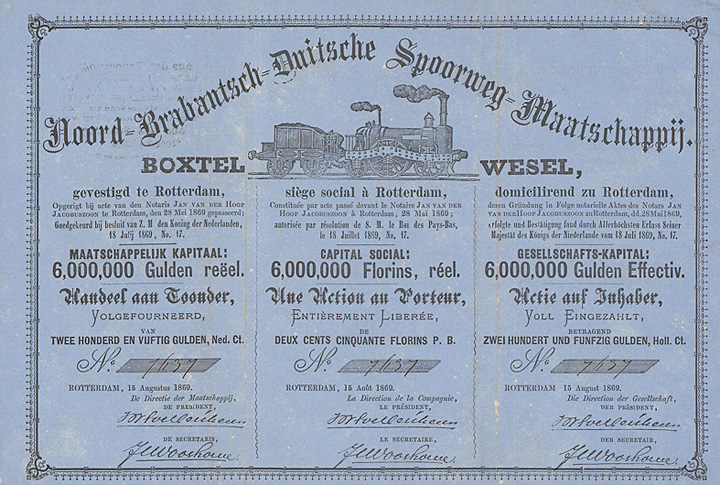 Noord-Brabantsch-Duitsche Spoorweg-Maatschappij.
BOXTEL WESEL,
gevestigd te Rotterdam,
Opgerigt bij acte van den Notaris JAN VAN DER HOOP
JACOBUSZOON te Rotterdam, den 28 Mei 1869 gepasseerd;
Goedgekeurd bij besluit van Z. M den Koning der Nederlanden,
18 Julij 1869, No. 17.
MAATSCHAPPELIJK KAPITAAL:
6,000,000 Gulden reëel.
Aandeel aan Toonder,
VOLGEFOURNEERD,
VAN
TWEE HONDERD EN VIJFTIG GULDEN, Ned. Ct.
No. 7637
ROTTERDAM, 15 Augustus 1869.
De Directie der Maatschappij,
DE PRESIDENT,
DE SECRETARIS,
siège social à Rotterdam,
Constituée par acte passé devant le Notaire JAN VAN DER
HOOP JACOBUSZOON à Rotterdam, 28 Mai 1869;
autorisée par résolution de S. M. le Roi des Pays-Bas,
le 18 Juillet 1869, No. 17.
CAPITAL SOCIAL:
6,000,000 Florins, réel.
Une Action au Porteur,
ENTIÈREMENT LIBERÉE,
DE
DEUX CENTS CINQUANTE FLORINS P. B.
No. 7637
ROTTERDAM, 15 Août 1869.
La Direction de la Compagnie,
LE PRÉSIDENT,
LE SECRETAIRE,
domicilirend zu Rotterdam,
deren Gründung in Folge notarielle Aktes des Notars JAN
VAN DER HOOP JACOBUSZOON zu Rotterdam, dd. 28 Mai 1869,
erfolgte und Bestätigung faud durch Allerhöchsten Erlass Seiner
Majestät des Königs der Niederlande vom 18 Juli 1869, No. 17.
GESELLSCHAFTS-KAPITAL:
6,000,000 Gulden Effectiv.
Actie auf Inhaber,
VOLL EINGEZAHLT,
BETRAGEND
ZWEI HUNDERT UND FUNFZIG GULDEN, Holl. Ct.
No. 7637
ROTTERDAM, 15 August 1869.
Die Direction der Gesellschaft,
DER PRÄSIDENT,
DER SECRETAR,